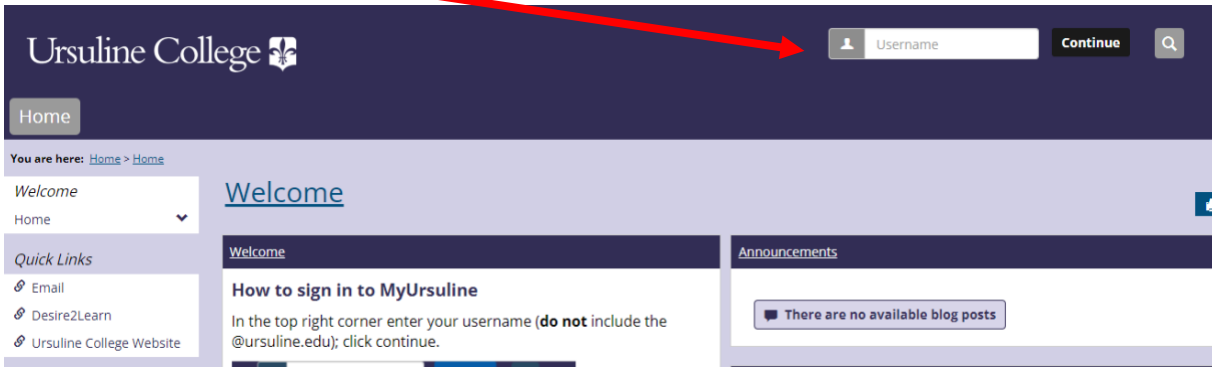 Ursuline College
Username
Continue
Home
You are here: Home > Home
Welcome
Home
Quick Links
Email
Desire2Learn
Ursuline College Website
Welcome
Welcome
How to sign in to MyUrsuline
In the top right corner enter your username (do not include the
@ursuline.edu); click continue.
Announcements
There are no available blog posts